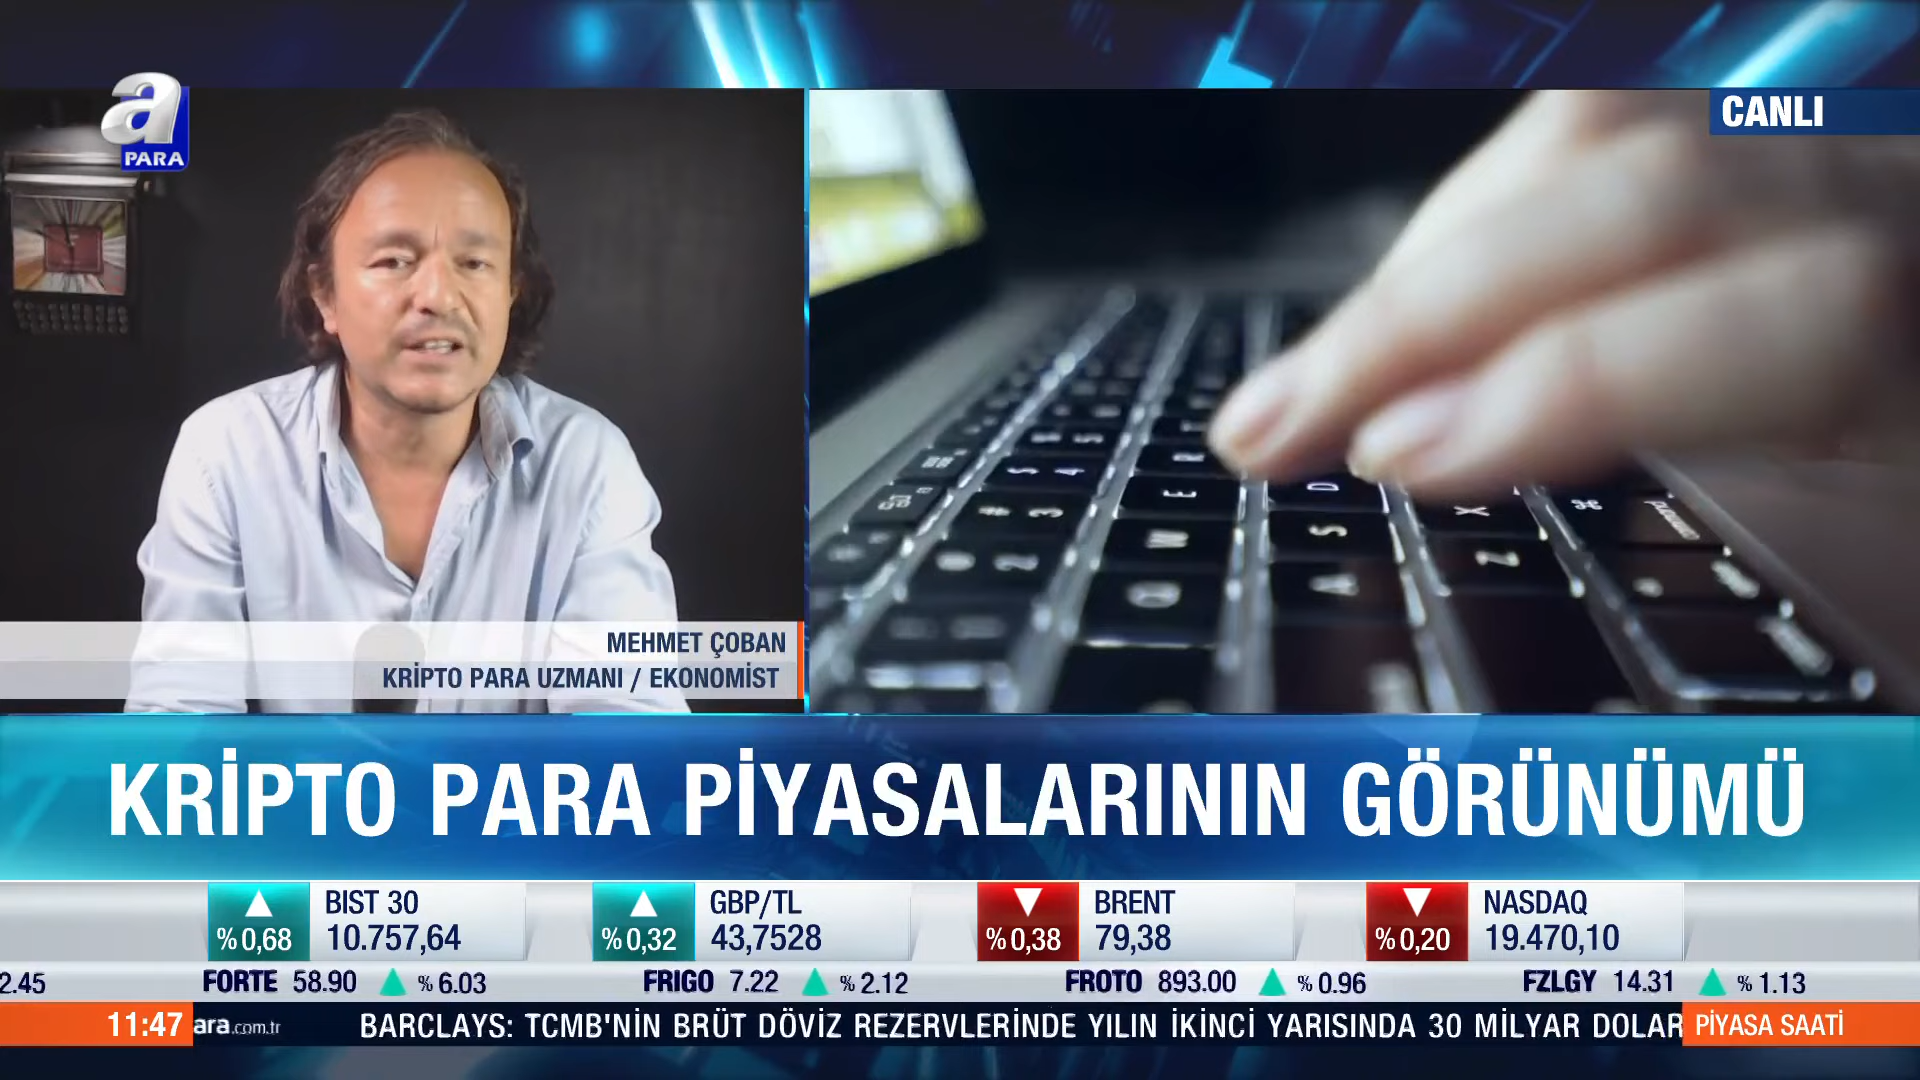 a
PARA
CANLI
MEHMET ÇOBAN
KRİPTO PARA UZMANI / EKONOMİST
KRİPTO PARA PİYASALARININ GÖRÜNÜMÜ
%0,68 BIST 30 10.757,64
%0,32 GBP/TL 43,7528
%0,38 BRENT 79,38
%0,20 NASDAQ 19.470,10
2.45 FORTE 58.90 % 6.03 FRIGO 7.22 % 2.12 FROTO 893.00 % 0.96 FZLGY 14.31 % 1.13
11:47 ara.com.tr BARCLAYS: TCMB'NİN BRÜT DÖVİZ REZERVLERİNDE YILIN İKİNCİ YARISINDA 30 MİLYAR DOLAR PİYASA SAATİ